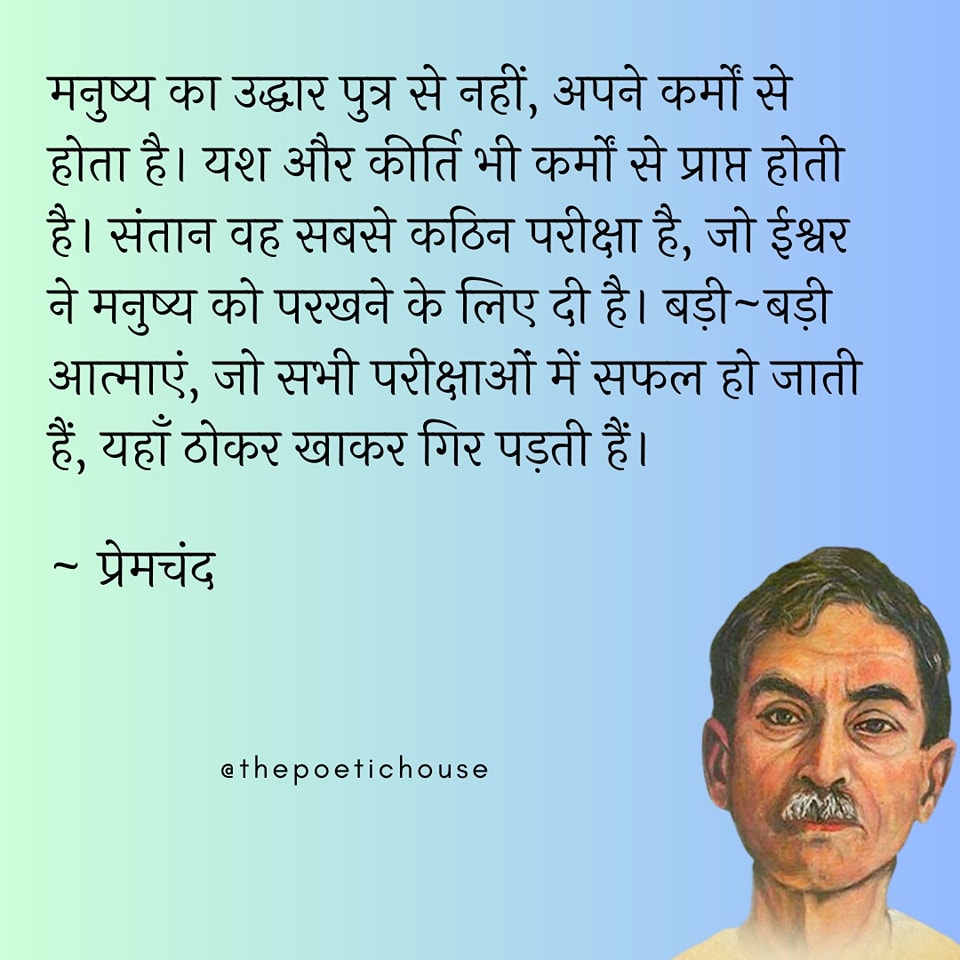 मनुष्य का उद्धार पुत्र से नहीं, अपने कर्मों से
होता है। यश और कीर्ति भी कर्मों से प्राप्त होती
है। संतान वह सबसे कठिन परीक्षा है, जो ईश्वर
ने मनुष्य को परखने के लिए दी है। बड़ी~बड़ी
आत्माएं, जो सभी परीक्षाओं में सफल हो जाती
हैं, यहाँ ठोकर खाकर गिर पड़ती हैं।
~ प्रेमचंद
@thepoetichouse